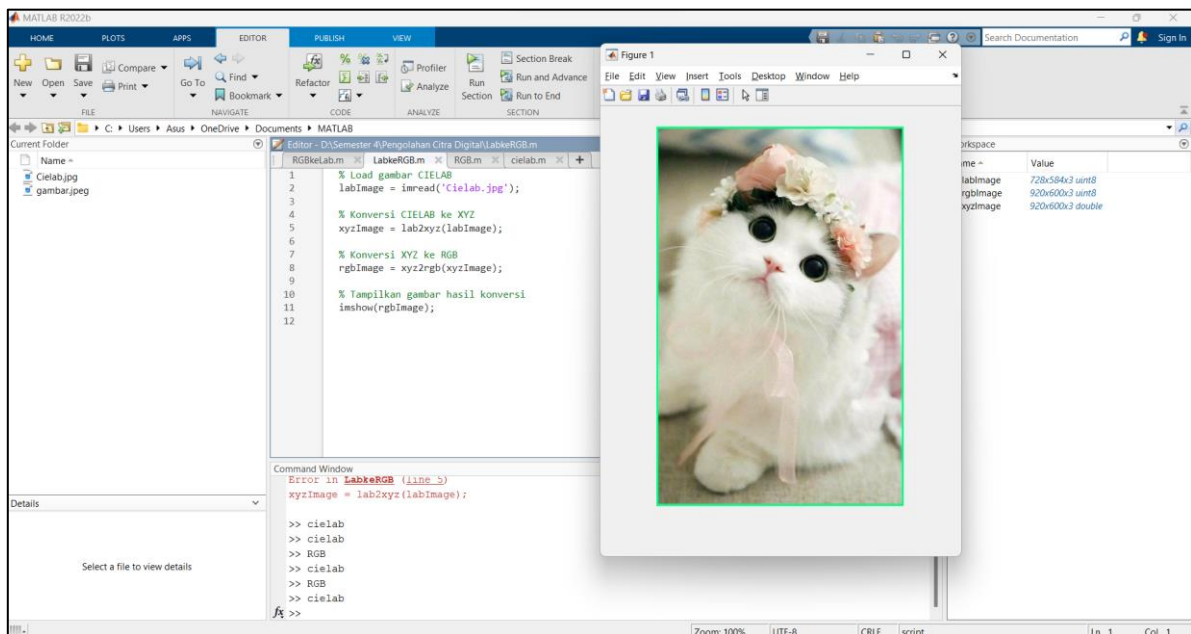 MATLAB R2022b
HOME PLOTS APPS EDITOR PUBLISH VIEW
Search Documentation
Sign In
New Open Save
Compare
Print
FILE
Go To
Find
Bookmark
NAVIGATE
Refactor
CODE
Profiler
Analyze
ANALYZE
Run Section
Section Break
Run and Advance
Run to End
SECTION
C: Users Asus OneDrive Documents MATLAB
Current Folder
Name
Cielab.jpg
gambar.jpeg
Details
Select a file to view details
Editor - D:\Semester 4\Pengolahan Citra Digital\LabkeRGB.m
RGBkeLab.m LabkeRGB.m RGB.m cielab.m +
1 % Load gambar CIELAB
2 labImage = imread('Cielab.jpg');
3
4 % Konversi CIELAB ke XYZ
5 xyzImage = lab2xyz(labImage);
6
7 % Konversi XYZ ke RGB
8 rgbImage = xyz2rgb(xyzImage);
9
10 % Tampilkan gambar hasil konversi
11 imshow(rgbImage);
12
Command Window
Error in LabkeRGB (line 5)
xyzImage = lab2xyz(labImage);
>> cielab
>> cielab
>> RGB
>> cielab
>> RGB
>> cielab
fx >>
Figure 1
File Edit View Insert Tools Desktop Window Help
orkspace
me Value
labImage 728x584x3 uint8
rgbImage 920x600x3 uint8
xyzImage 920x600x3 double
Zoom: 100% UTF-8 CRLF script Ln 1 Col 1